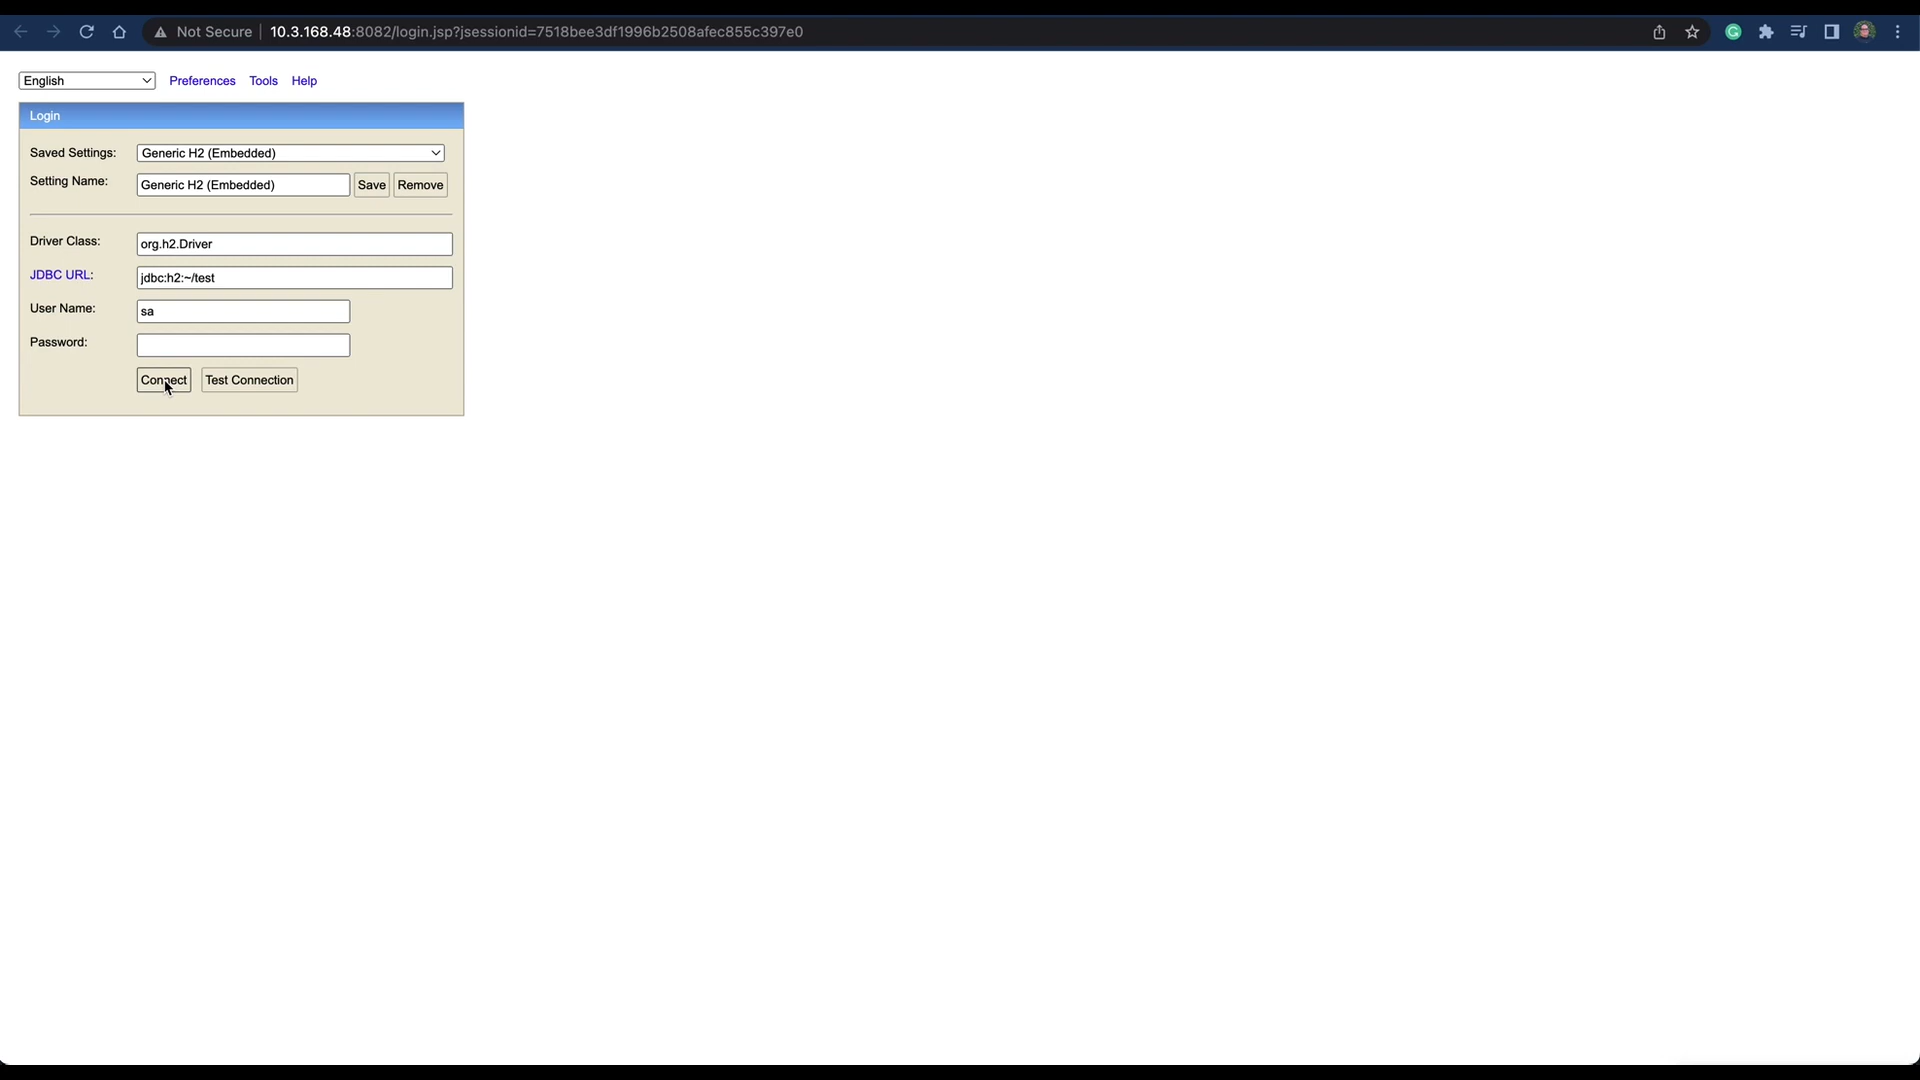 Not Secure 10.3.168.48:8082/login.jsp?jsessionid=7518bee3df1996b2508afec855c397e0
English Preferences Tools Help
Login
Saved Settings: Generic H2 (Embedded)
Setting Name: Generic H2 (Embedded) Save Remove
Driver Class: org.h2.Driver
JDBC URL: jdbc:h2:~/test
User Name: sa
Password:
Connect Test Connection